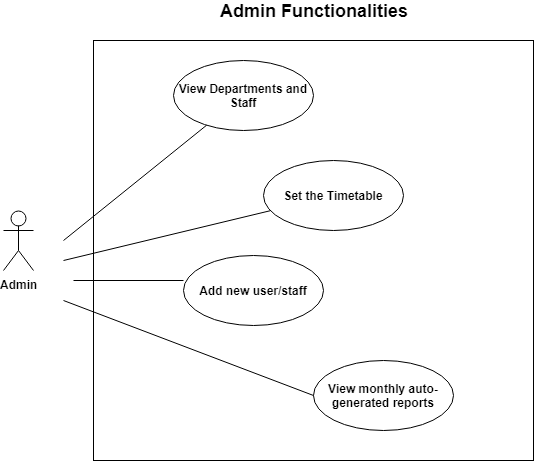 Admin Functionalities
View Departments and
Staff
Set the Timetable
Admin
Add new user/staff
View monthly auto-
generated reports